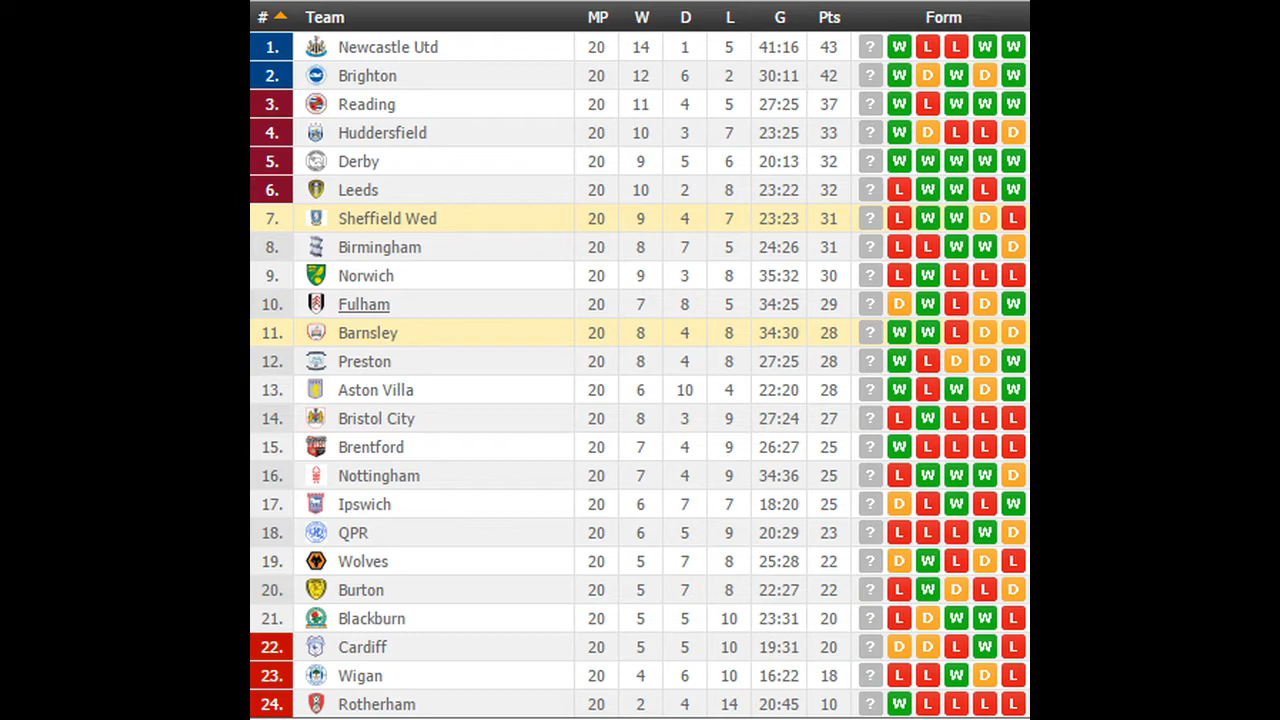 # Team MP W D L G Pts Form
1. Newcastle Utd 20 14 1 5 41:16 43 ? W L L W W
2. Brighton 20 12 6 2 30:11 42 ? W D W D W
3. Reading 20 11 4 5 27:25 37 ? W L W W W
4. Huddersfield 20 10 3 7 23:25 33 ? W D L L D
5. Derby 20 9 5 6 20:13 32 ? W W W W W
6. Leeds 20 10 2 8 23:22 32 ? L W W L W
7. Sheffield Wed 20 9 4 7 23:23 31 ? L W W D L
8. Birmingham 20 8 7 5 24:26 31 ? L L W W D
9. Norwich 20 9 3 8 35:32 30 ? L W L L L
10. Fulham 20 7 8 5 34:25 29 ? D W L D W
11. Barnsley 20 8 4 8 34:30 28 ? W W L D D
12. Preston 20 8 4 8 27:25 28 ? W L D D W
13. Aston Villa 20 6 10 4 22:20 28 ? W L W D W
14. Bristol City 20 8 3 9 27:24 27 ? L W L L L
15. Brentford 20 7 4 9 26:27 25 ? W L L L L
16. Nottingham 20 7 4 9 34:36 25 ? L W W W D
17. Ipswich 20 6 7 7 18:20 25 ? D L W L W
18. QPR 20 6 5 9 20:29 23 ? L L L W D
19. Wolves 20 5 7 8 25:28 22 ? D W L D L
20. Burton 20 5 7 8 22:27 22 ? L W D L D
21. Blackburn 20 5 5 10 23:31 20 ? L D W W L
22. Cardiff 20 5 5 10 19:31 20 ? D D L W L
23. Wigan 20 4 6 10 16:22 18 ? L L W D L
24. Rotherham 20 2 4 14 20:45 10 ? W L L L L